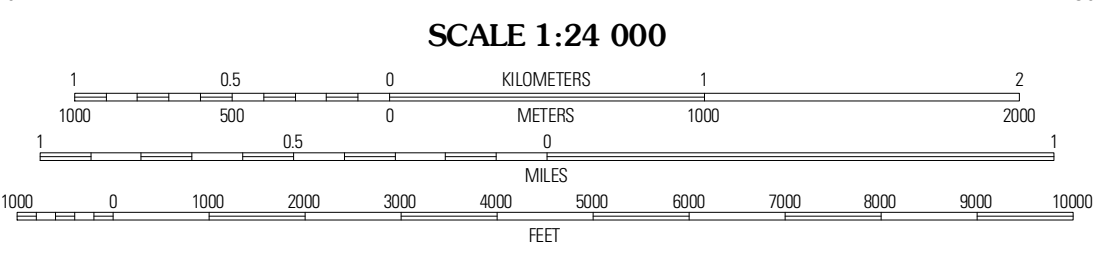 SCALE 1:24 000
1 0.5 0 KILOMETERS 1 2
1000 500 0 METERS 1000 2000
1 0.5 0 1
MILES
1000 0 1000 2000 3000 4000 5000 6000 7000 8000 9000 10000
FEET